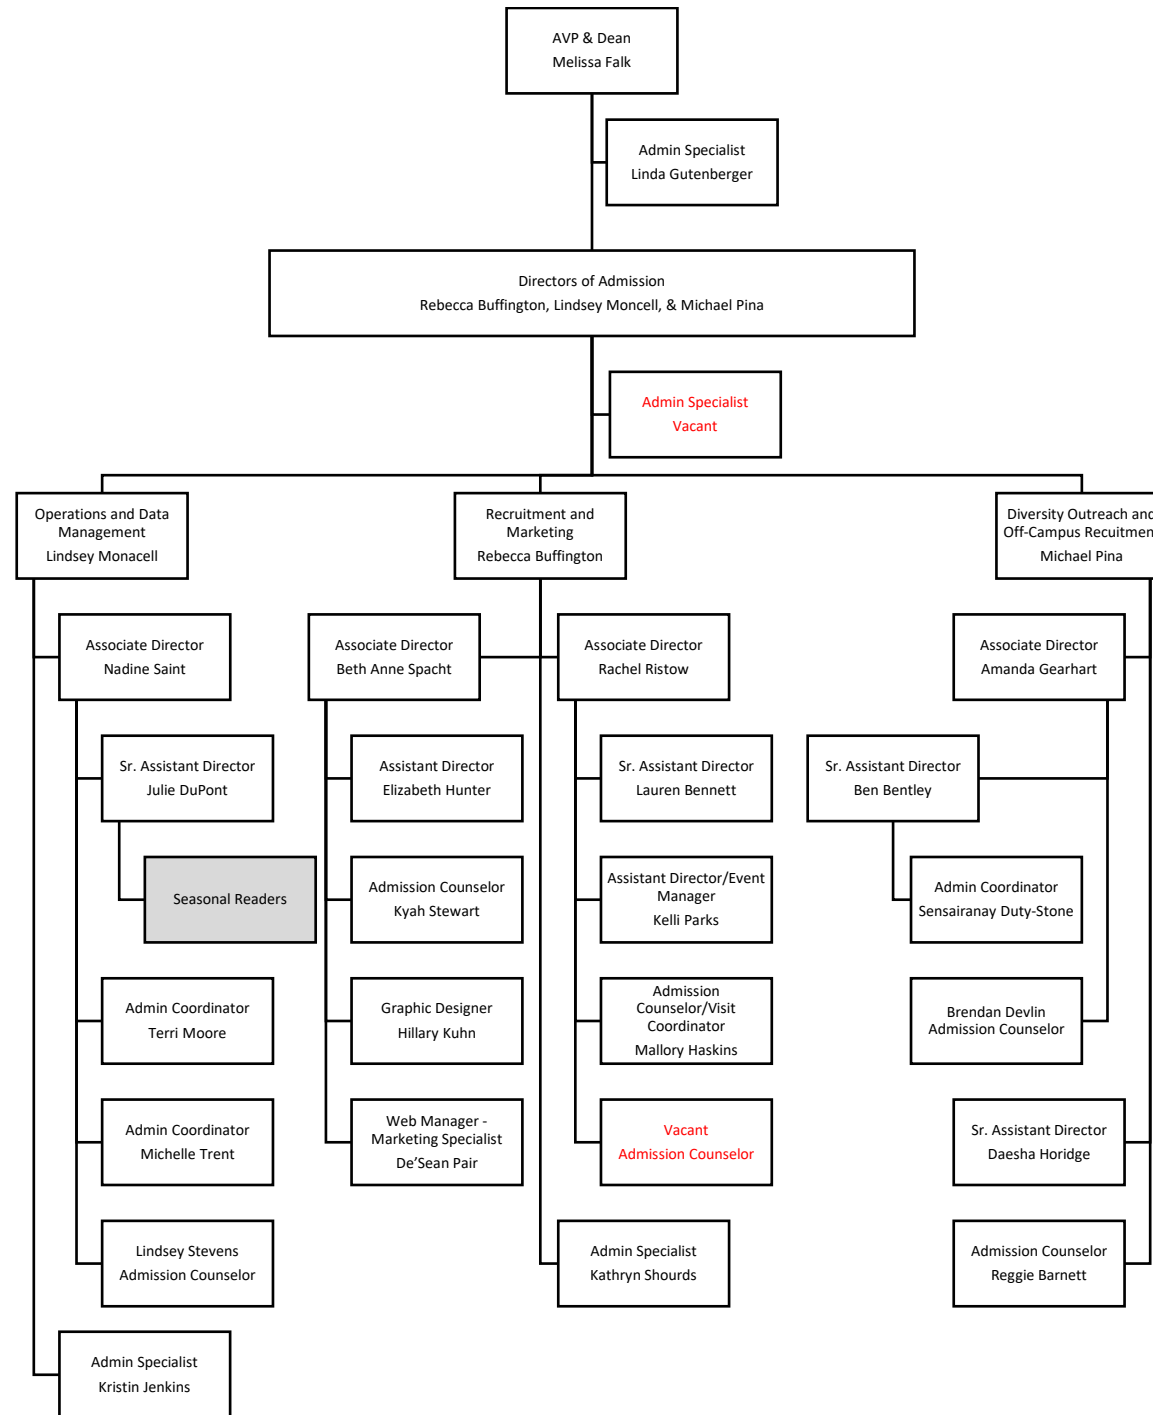 AVP & Dean
Melissa Falk
Admin Specialist
Linda Gutenberger
Directors of Admission
Rebecca Buffington, Lindsey Moncell, & Michael Pina
Admin Specialist
Vacant
Operations and Data
Management
Lindsey Monacell
Recruitment and
Marketing
Rebecca Buffington
Diversity Outreach and
Off-Campus Recuitmen
Michael Pina
Associate Director
Nadine Saint
Associate Director
Beth Anne Spacht
Associate Director
Rachel Ristow
Associate Director
Amanda Gearhart
Sr. Assistant Director
Julie DuPont
Assistant Director
Elizabeth Hunter
Sr. Assistant Director
Lauren Bennett
Sr. Assistant Director
Ben Bentley
Seasonal Readers
Admission Counselor
Kyah Stewart
Assistant Director/Event
Manager
Kelli Parks
Admin Coordinator
Sensairanay Duty-Stone
Admin Coordinator
Terri Moore
Graphic Designer
Hillary Kuhn
Admission
Counselor/Visit
Coordinator
Mallory Haskins
Brendan Devlin
Admission Counselor
Admin Coordinator
Michelle Trent
Web Manager -
Marketing Specialist
De’Sean Pair
Vacant
Admission Counselor
Sr. Assistant Director
Daesha Horidge
Lindsey Stevens
Admission Counselor
Admin Specialist
Kathryn Shourds
Admission Counselor
Reggie Barnett
Admin Specialist
Kristin Jenkins